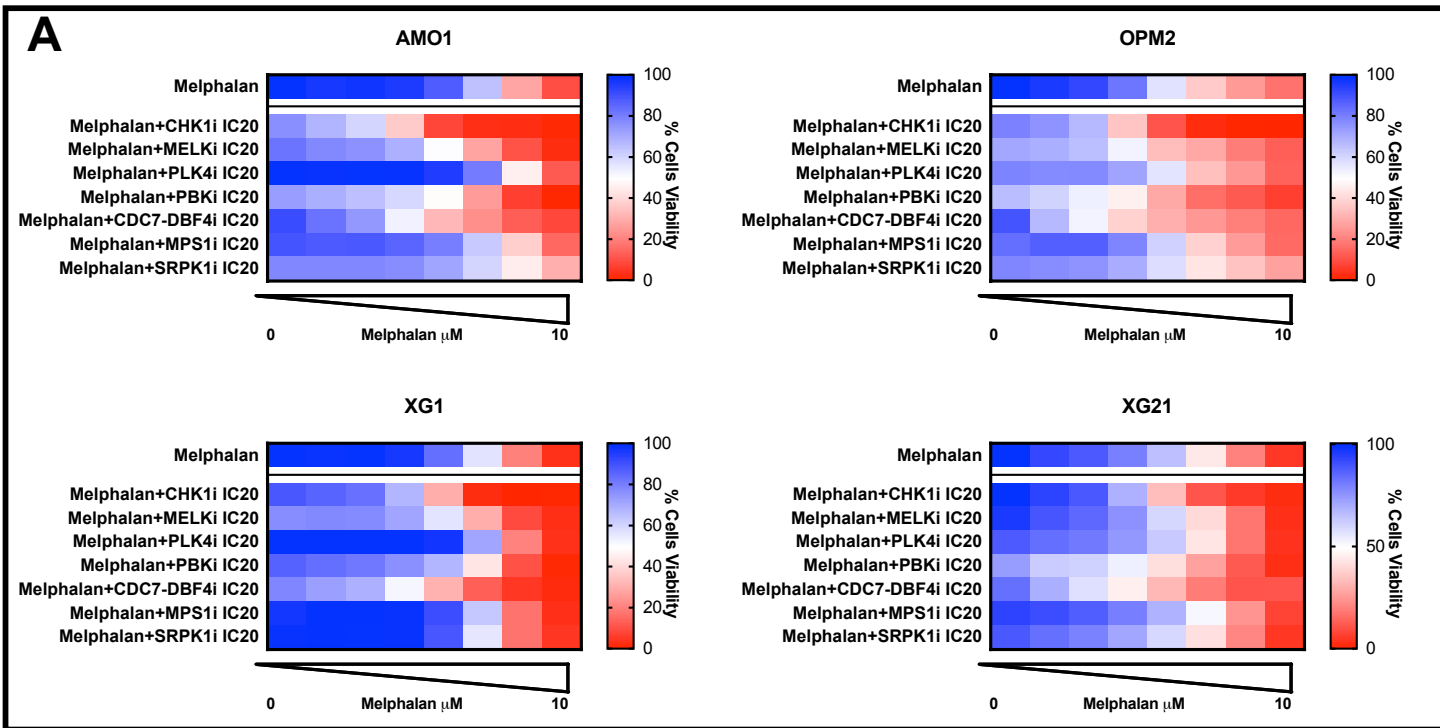 A
AMO1
Melphalan
Melphalan+CHK1i IC20
Melphalan+MELKi IC20
Melphalan+PLK4i IC20
Melphalan+PBKi IC20
Melphalan+CDC7-DBF4i IC20
Melphalan+MPS1i IC20
Melphalan+SRPK1i IC20
100
80
60
40
20
0
% Cells Viability
0 Melphalan μM 10
OPM2
Melphalan
Melphalan+CHK1i IC20
Melphalan+MELKi IC20
Melphalan+PLK4i IC20
Melphalan+PBKi IC20
Melphalan+CDC7-DBF4i IC20
Melphalan+MPS1i IC20
Melphalan+SRPK1i IC20
100
80
60
40
20
0
% Cells Viability
0 Melphalan μM 10
XG1
Melphalan
Melphalan+CHK1i IC20
Melphalan+MELKi IC20
Melphalan+PLK4i IC20
Melphalan+PBKi IC20
Melphalan+CDC7-DBF4i IC20
Melphalan+MPS1i IC20
Melphalan+SRPK1i IC20
100
80
60
40
20
0
% Cells Viability
0 Melphalan μM 10
XG21
Melphalan
Melphalan+CHK1i IC20
Melphalan+MELKi IC20
Melphalan+PLK4i IC20
Melphalan+PBKi IC20
Melphalan+CDC7-DBF4i IC20
Melphalan+MPS1i IC20
Melphalan+SRPK1i IC20
100
50
0
% Cells Viability
0 Melphalan μM 10